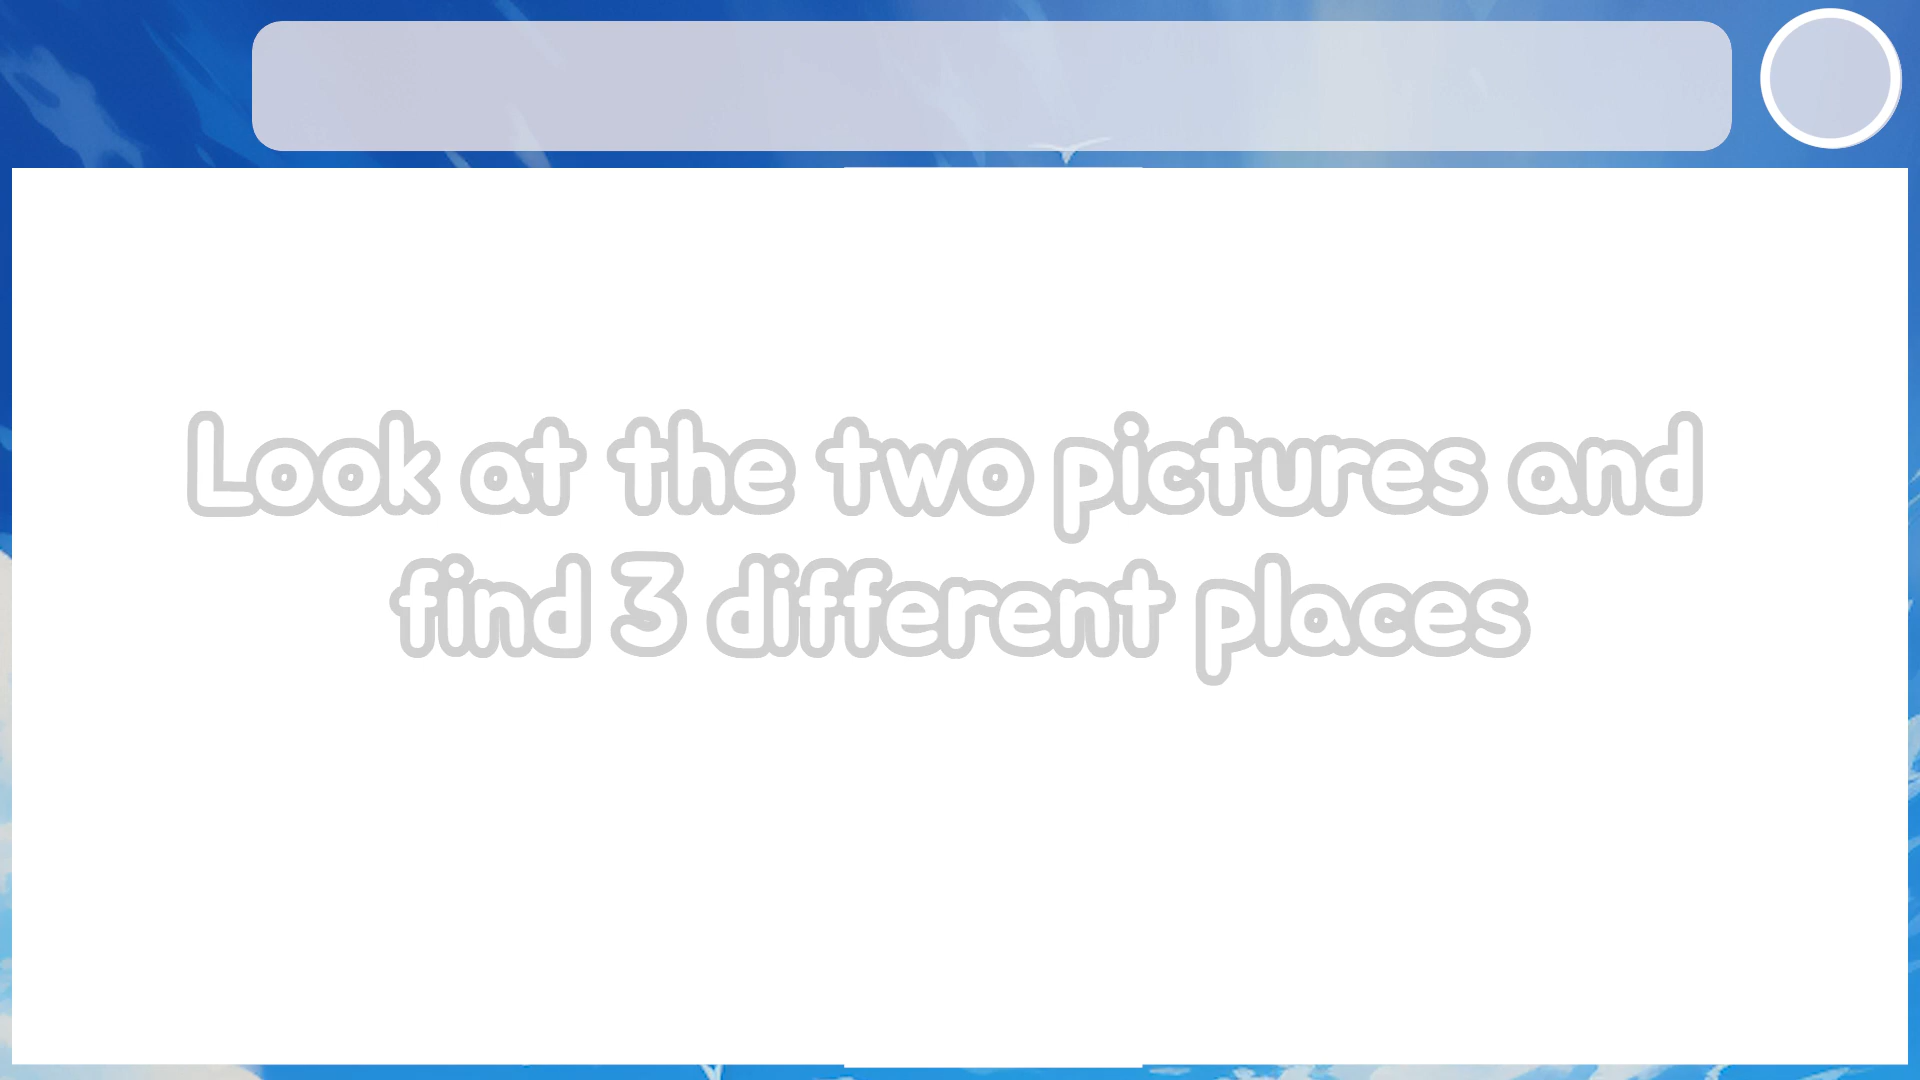 Look at the two pictures and
find 3 different places